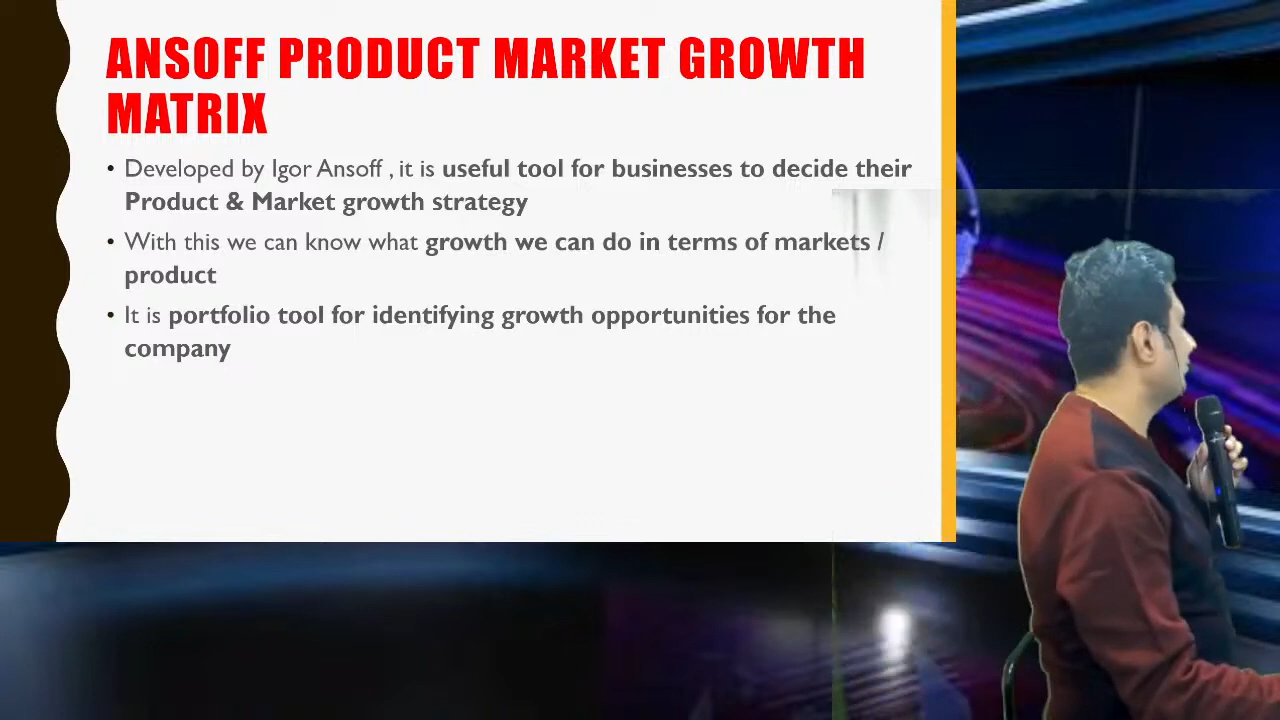 ANSOFF PRODUCT MARKET GROWTH
MATRIX
• Developed by Igor Ansoff , it is useful tool for businesses to decide their
Product & Market growth strategy
• With this we can know what growth we can do in terms of markets /
product
• It is portfolio tool for identifying growth opportunities for the
company